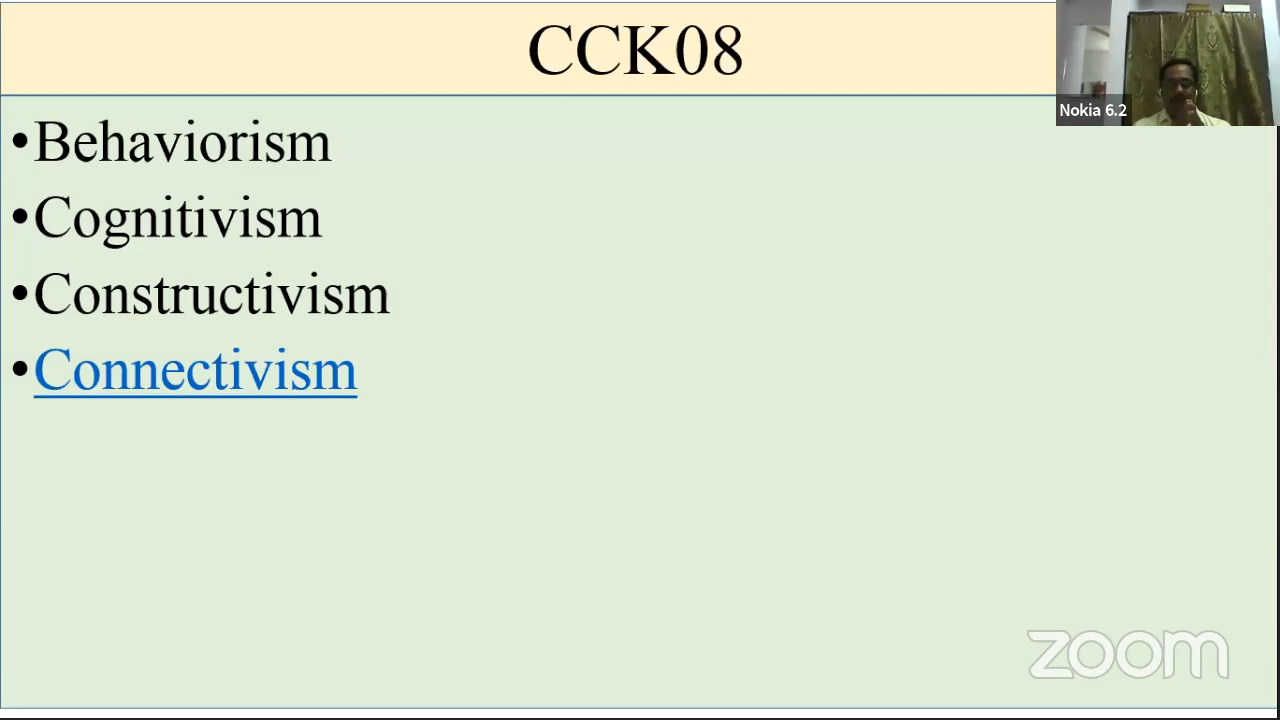 CCK08
Nokia 6.2
•Behaviorism
•Cognitivism
•Constructivism
•Connectivism
zoom